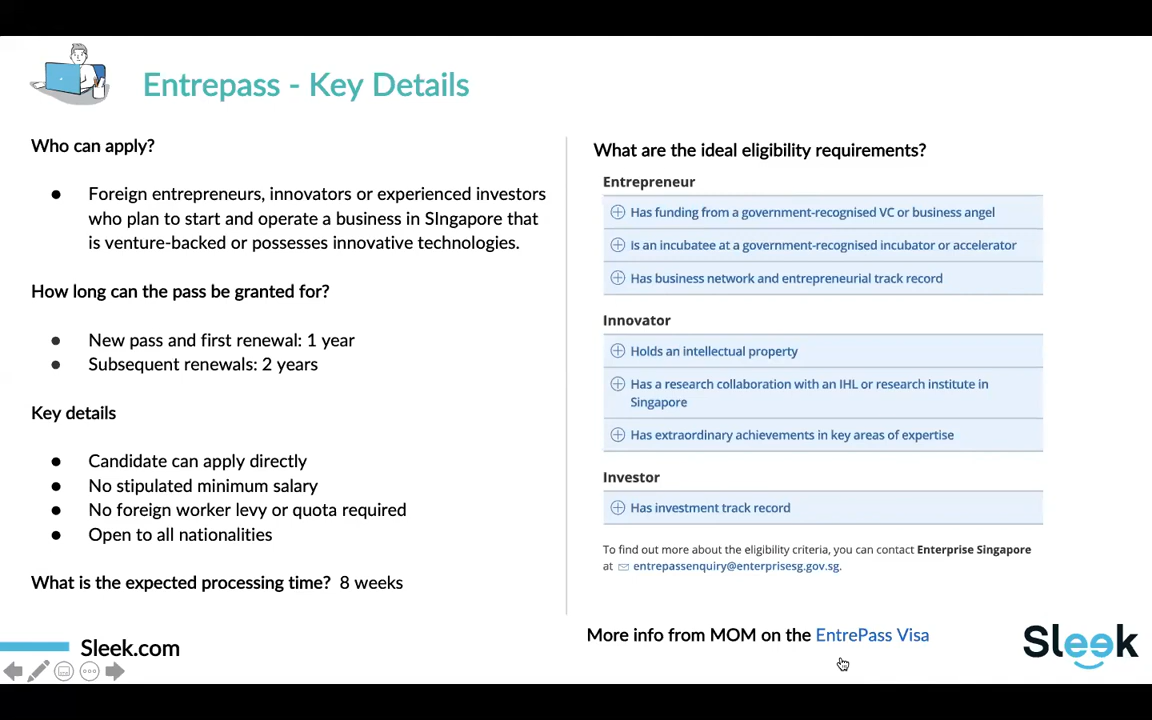 Entrepass - Key Details
Who can apply?
● Foreign entrepreneurs, innovators or experienced investors
who plan to start and operate a business in SIngapore that
is venture-backed or possesses innovative technologies.
How long can the pass be granted for?
● New pass and first renewal: 1 year
● Subsequent renewals: 2 years
Key details
● Candidate can apply directly
● No stipulated minimum salary
● No foreign worker levy or quota required
● Open to all nationalities
What is the expected processing time? 8 weeks
Sleek.com
What are the ideal eligibility requirements?
Entrepreneur
Has funding from a government-recognised VC or business angel
Is an incubatee at a government-recognised incubator or accelerator
Has business network and entrepreneurial track record
Innovator
Holds an intellectual property
Has a research collaboration with an IHL or research institute in
Singapore
Has extraordinary achievements in key areas of expertise
Investor
Has investment track record
To find out more about the eligibility criteria, you can contact Enterprise Singapore
at entrepassenquiry@enterprisesg.gov.sg.
More info from MOM on the EntrePass Visa
Sleek